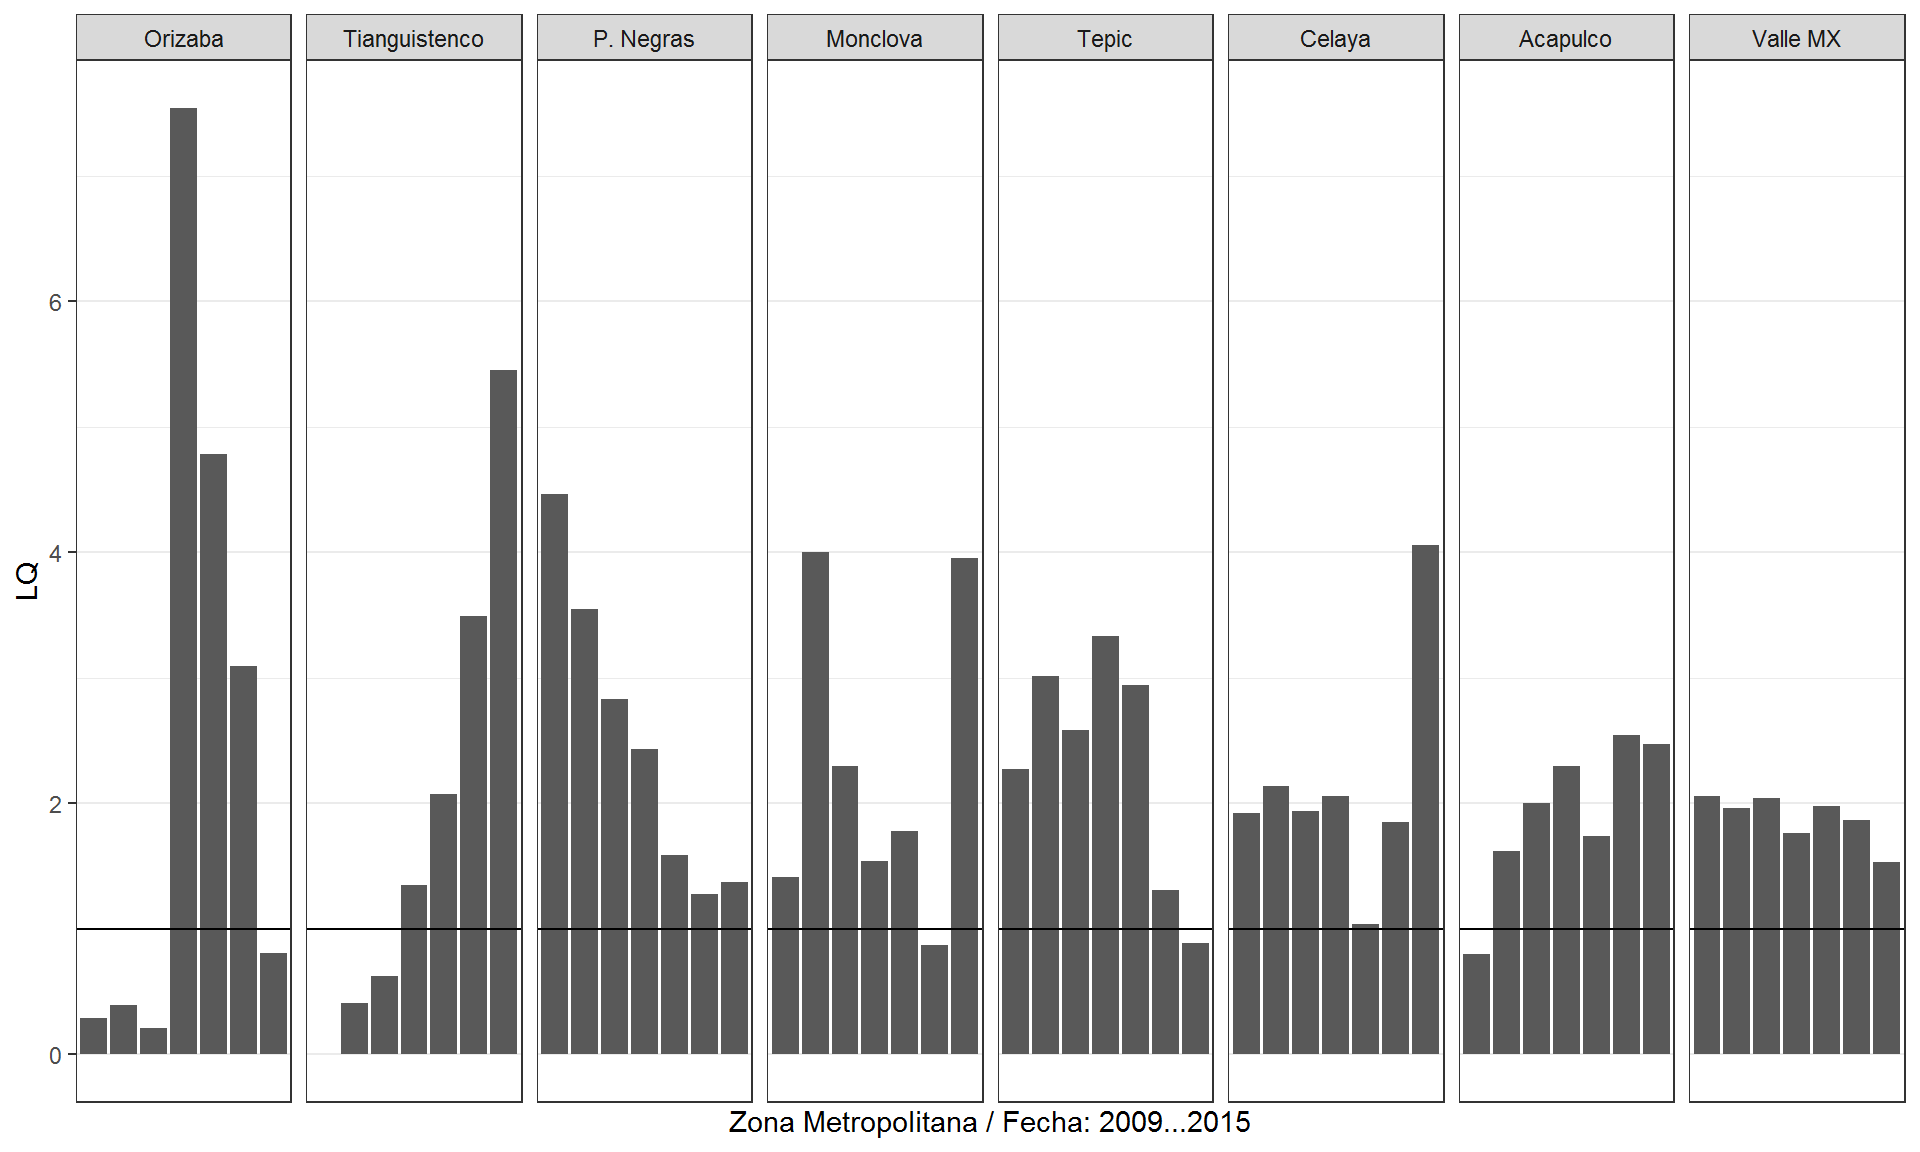 Orizaba Tianguistenco P. Negras Monclova Tepic Celaya Acapulco Valle MX
6
4
2
0
LQ
Zona Metropolitana / Fecha: 2009...2015